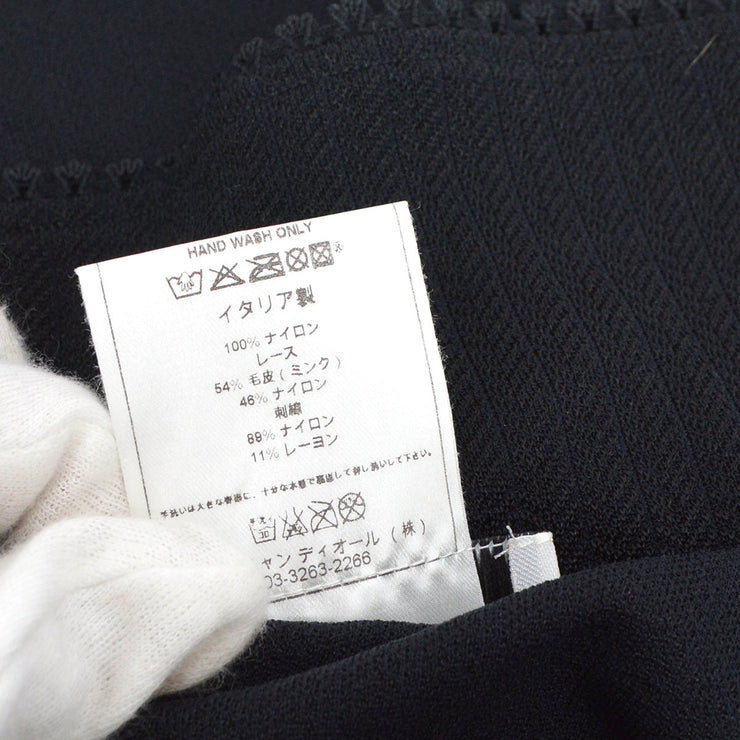 HAND WASH ONLY
イタリア製
100% ナイロン
レース
54% 毛皮 ( ミンク )
46% ナイロン
刺繍
89% ナイロン
11% レーヨン
ャン ディオール ( 株 )
03-3263-2266